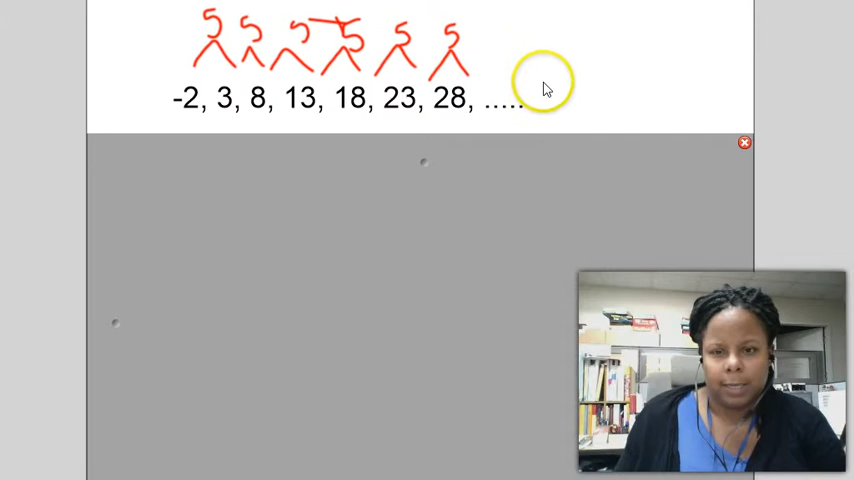 5 5 5 5 5 5
-2, 3, 8, 13, 18, 23, 28, .....